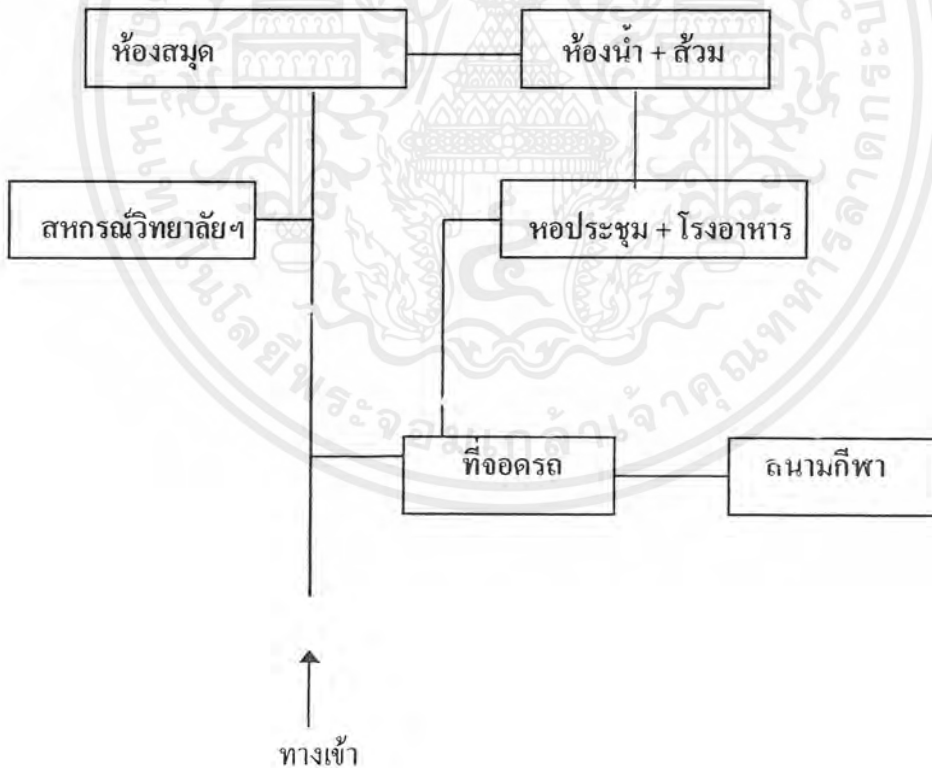 ห้องสมุด
ห้องน้ำ + ส้วม
สหกรณ์วิทยาลัยฯ
หอประชุม + โรงอาหาร
ที่จอดรถ
สนามกีฬา
ทางเข้า